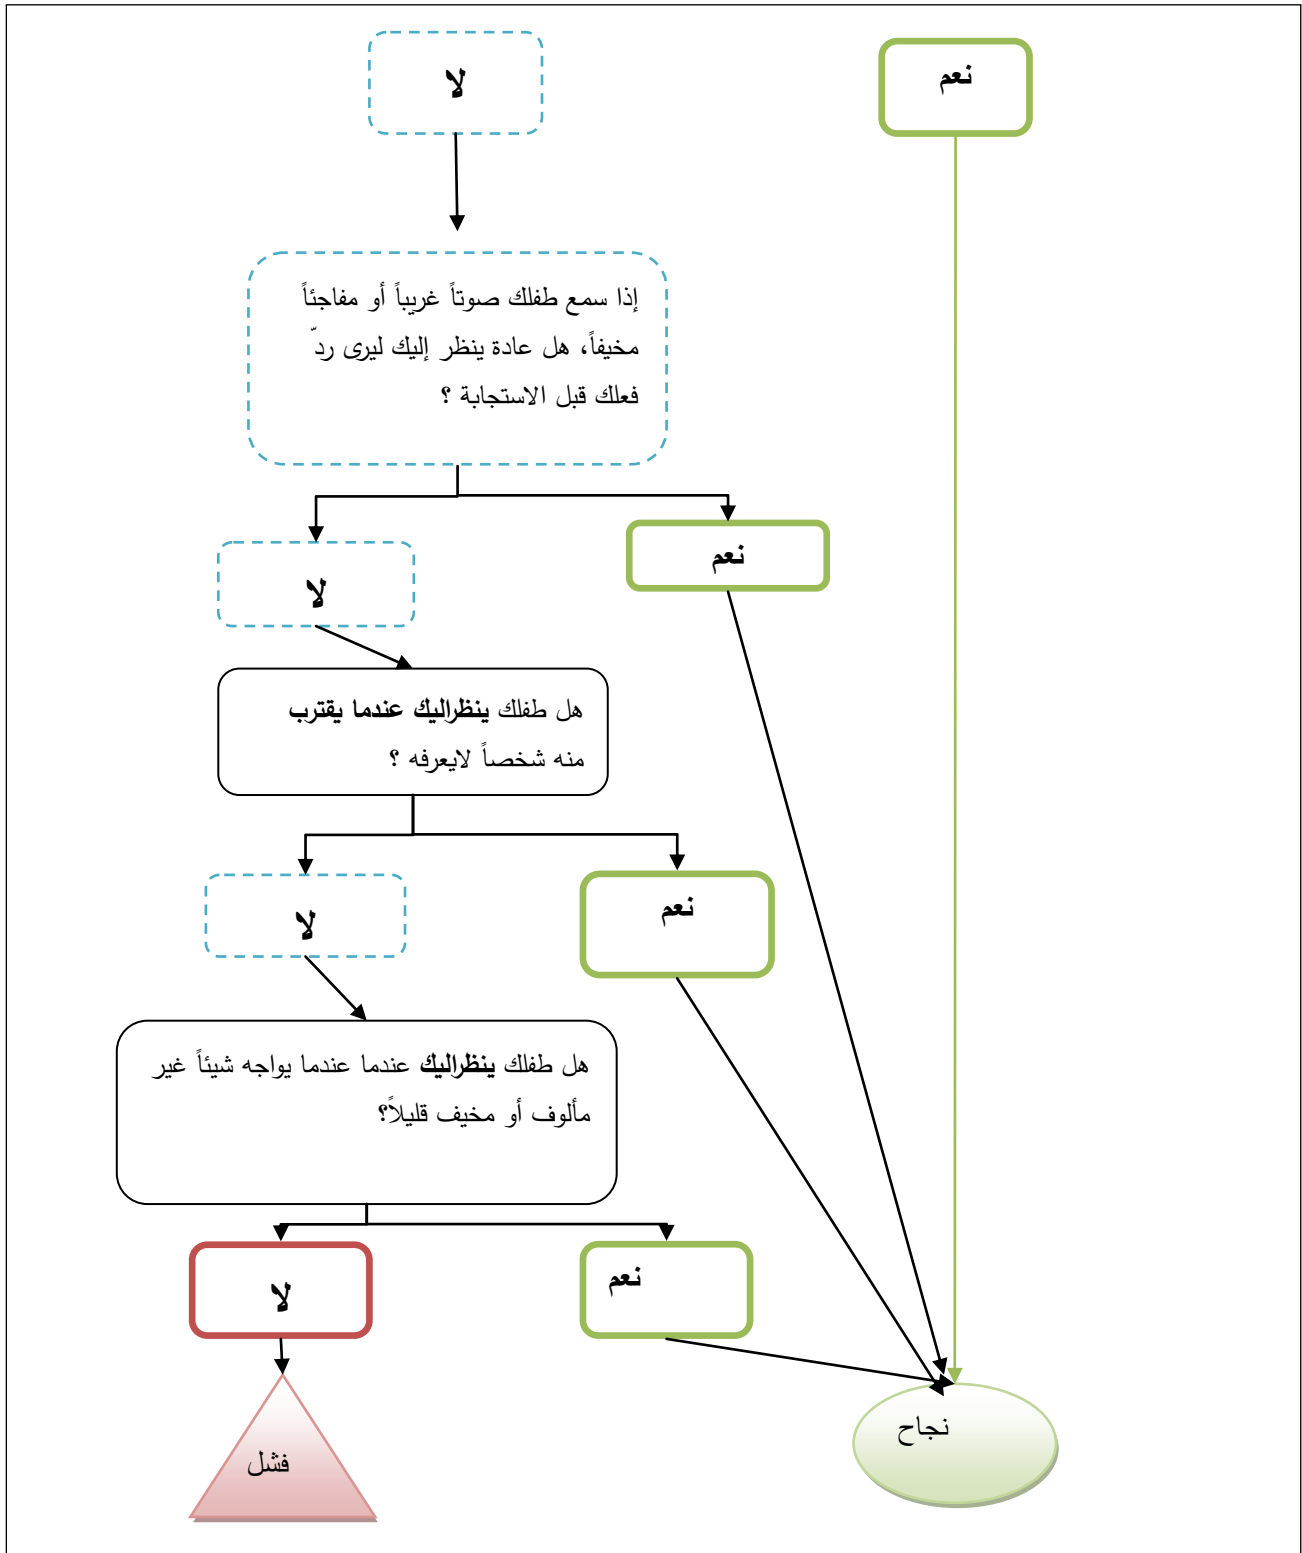 نعم
لا
إذا سمع طفلك صوتاً غريباً أو مفاجئاً
مخيفاً، هل عادة ينظر إليك ليرى ردّ
فعلك قبل الاستجابة ؟
نعم
لا
هل طفلك ينظراليك عندما يقترب
منه شخصاً لايعرفه ؟
نعم
لا
هل طفلك ينظراليك عندما عندما يواجه شيئاً غير
مألوف أو مخيف قليلاً؟
نعم
لا
نجاح
فشل